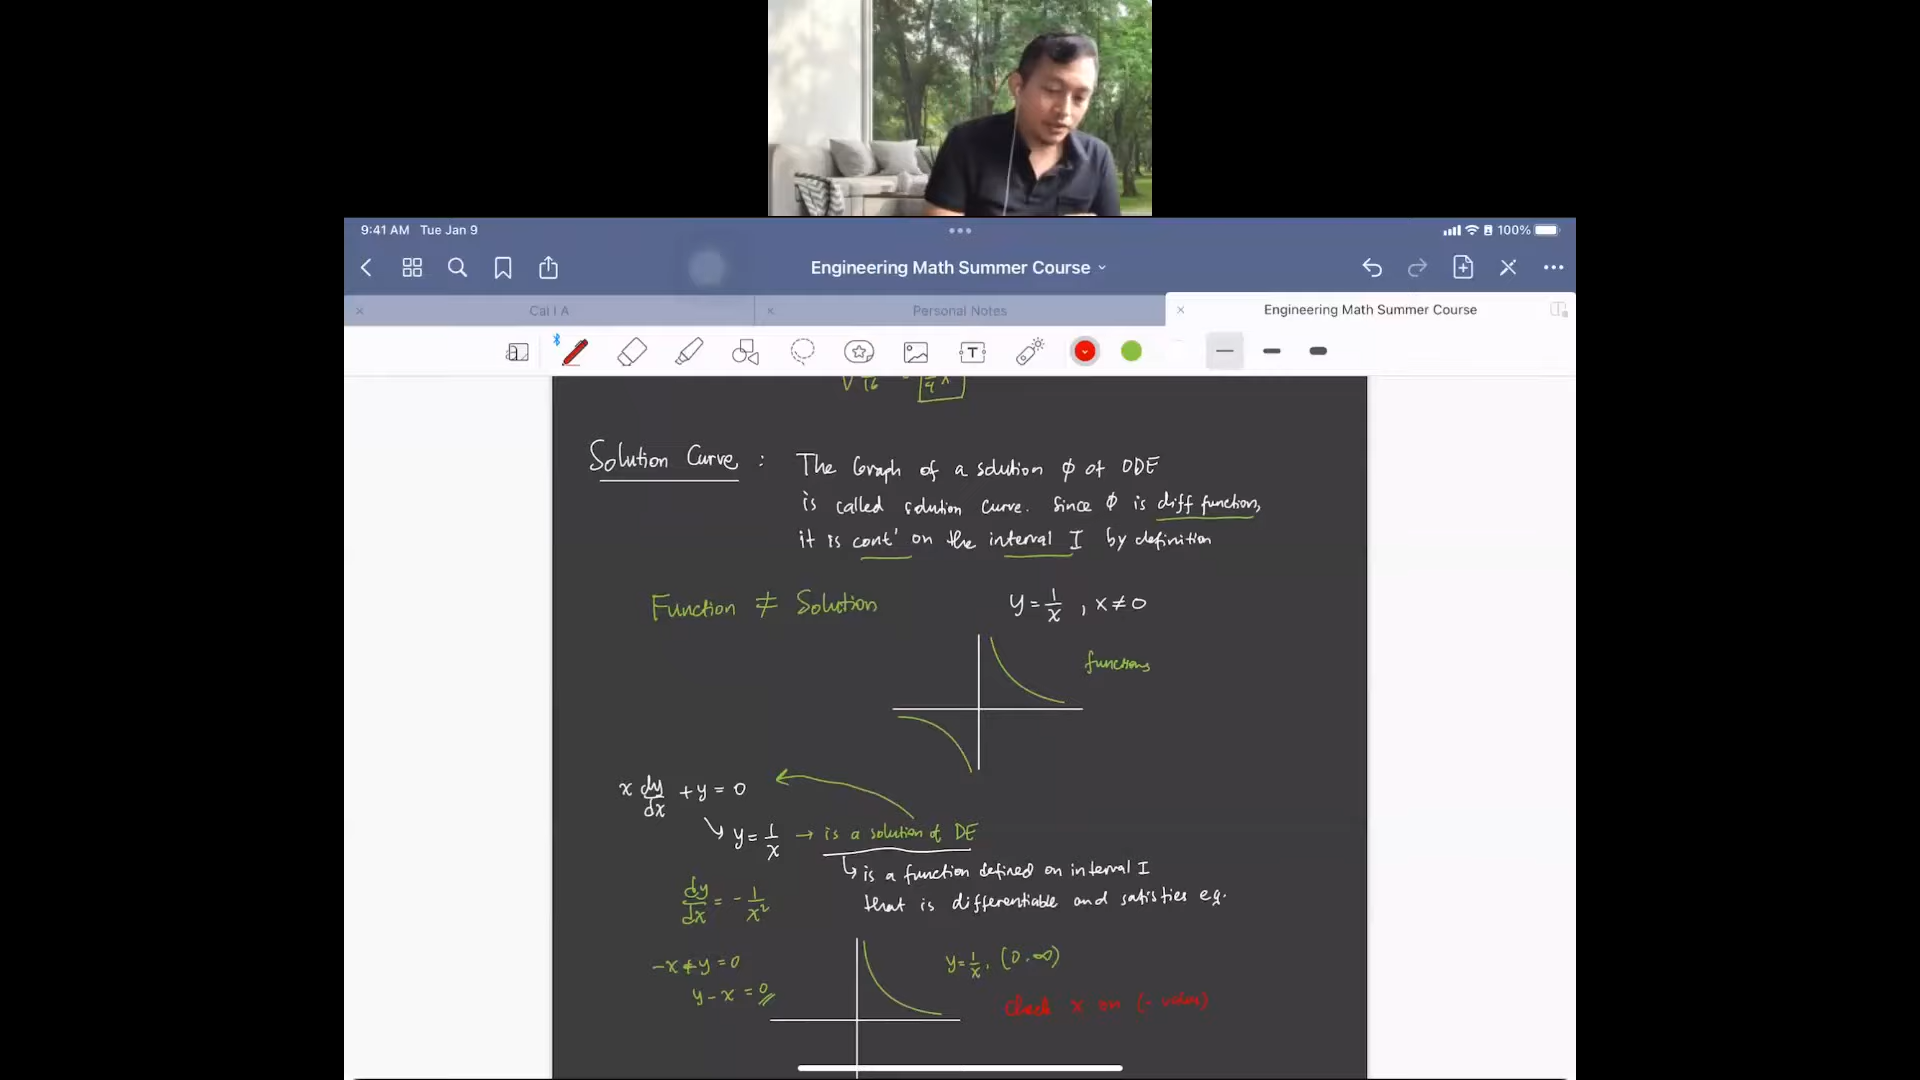 9:41 AM Tue Jan 9
100%
Engineering Math Summer Course
Cal I A
Personal Notes
Engineering Math Summer Course
Solution Curve : The Graph of a solution ϕ of ODE
is called solution curve. Since ϕ is diff function,
it is cont' on the interval I by definition
Function ≠ Solution
y = 1/x , x ≠ 0
functions
x dy/dx + y = 0
y = 1/x → is a solution of DE
↳ is a function defined on interval I
that is differentiable and satisfies eq.
dy/dx = - 1/x²
-x + y = 0
y - x = 0
y = 1/x, (0, ∞)
Check x on (- values)